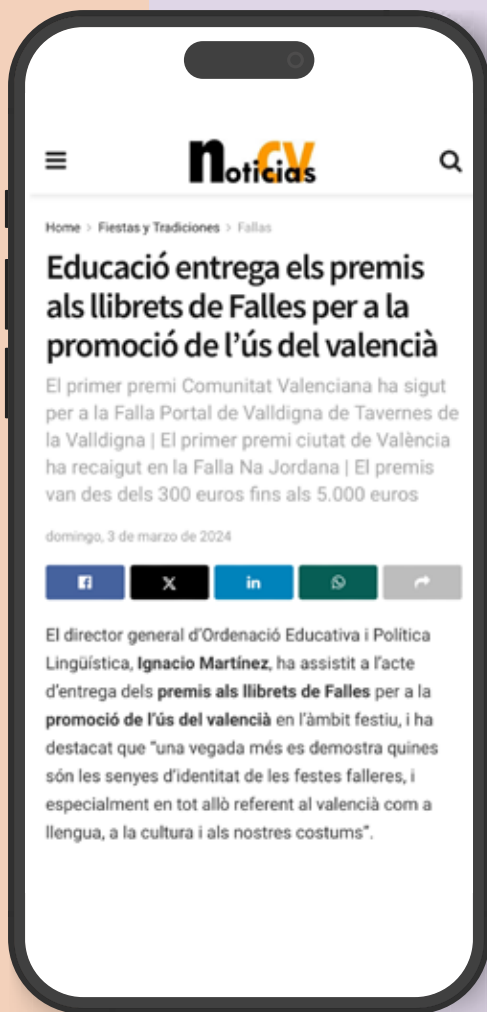 CV
Noticias
Home > Fiestas y Tradiciones > Fallas
Educació entrega els premis
als llibrets de Falles per a la
promoció de l'ús del valencià
El primer premi Comunitat Valenciana ha sigut
per a la Falla Portal de Valldigna de Tavernes de
la Valldigna | El primer premi ciutat de València
ha recaigut en la Falla Na Jordana | El premis
van des dels 300 euros fins als 5.000 euros
domingo, 3 de marzo de 2024
El director general d'Ordenació Educativa i Política
Lingüística, Ignacio Martínez, ha assistit a l'acte
d'entrega dels premis als llibrets de Falles per a la
promoció de l'ús del valencià en l'àmbit festiu, i ha
destacat que "una vegada més es demostra quines
són les senyes d'identitat de les festes falleres, i
especialment en tot allò referent al valencià com a
llengua, a la cultura i als nostres costums".